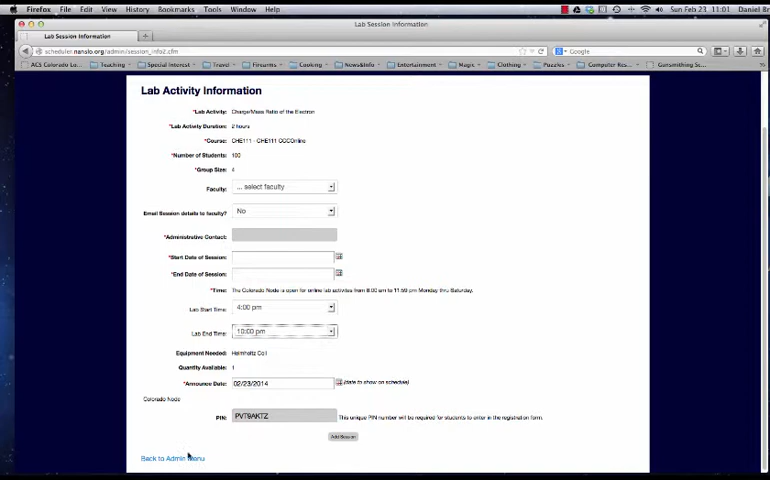 Firefox File Edit View History Bookmarks Tools Window Help Sun Feb 23, 11:01 Daniel Br
Lab Session Information
Lab Session Information
scheduler.nanslo.org/admin/session_info2.cfm Google
ACS Colorado Lo... Teaching Special Interest Travel Firearms Cooking News&Info Entertainment Magic Clothing Puzzles Computer Res... Gunsmithing Sc...
Lab Activity Information
*Lab Activity: Charge/Mass Ratio of the Electron
*Lab Activity Duration: 2 hours
*Course: CHE111 - CHE111 CCCOnline
*Number of Students: 100
*Group Size: 4
Faculty: ... select faculty
Email Session details to faculty? No
*Administrative Contact:
*Start Date of Session:
*End Date of Session:
*Time: The Colorado Node is open for online lab activites from 8:00 am to 11:59 pm Monday thru Saturday.
Lab Start Time: 4:00 pm
Lab End Time: 10:00 pm
Equipment Needed: Helmholtz Coil
Quantity Available: 1
*Announce Date: 02/23/2014 (date to show on schedule)
Colorado Node
PIN: PVT9AKTZ This unique PIN number will be required for students to enter in the registration form.
Add Session
Back to Admin Menu